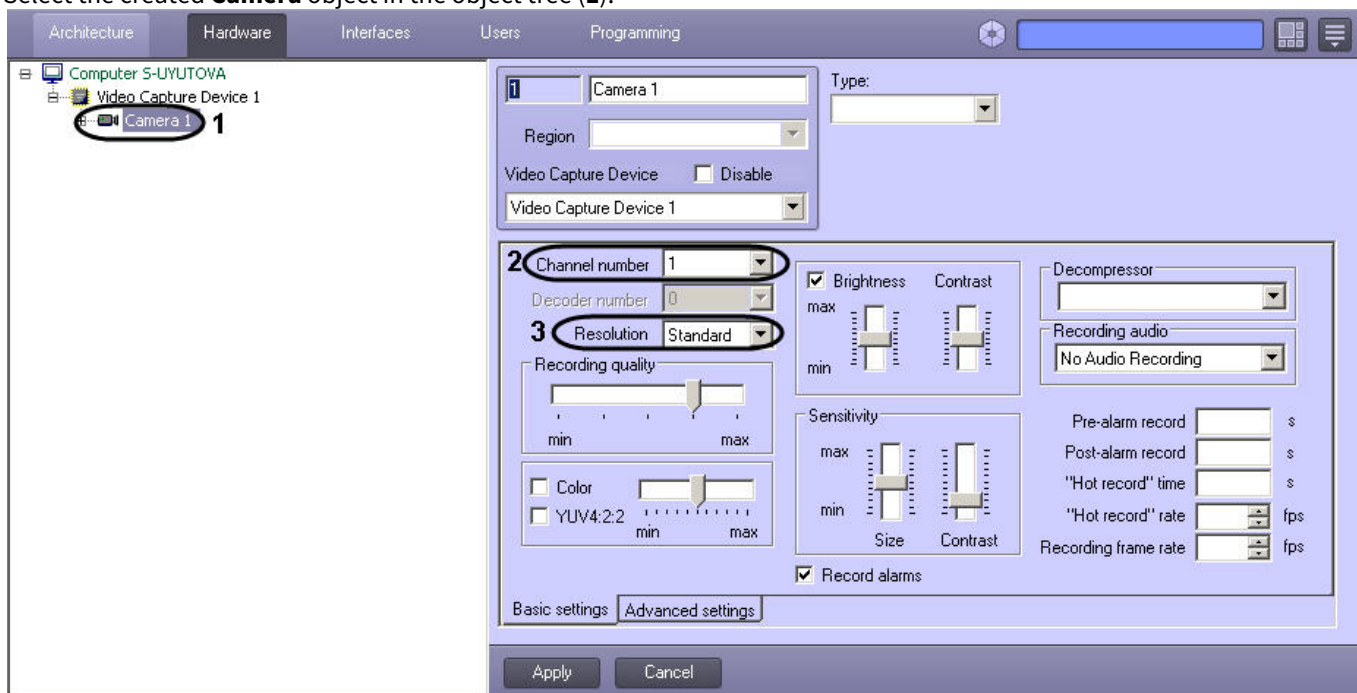 Select the created Camera object in the object tree (1).
Architecture Hardware Interfaces Users Programming
Computer S-UYUTOVA
Video Capture Device 1
Camera 1 1
1 Camera 1
Type:
Region
Video Capture Device Disable
Video Capture Device 1
2 Channel number 1
Decoder number 0
3 Resolution Standard
Recording quality
min max
Color
YUV4:2:2
min max
Brightness Contrast
max
min
Sensitivity
max
min
Size Contrast
Record alarms
Decompressor
Recording audio
No Audio Recording
Pre-alarm record s
Post-alarm record s
"Hot record" time s
"Hot record" rate fps
Recording frame rate fps
Basic settings Advanced settings
Apply Cancel